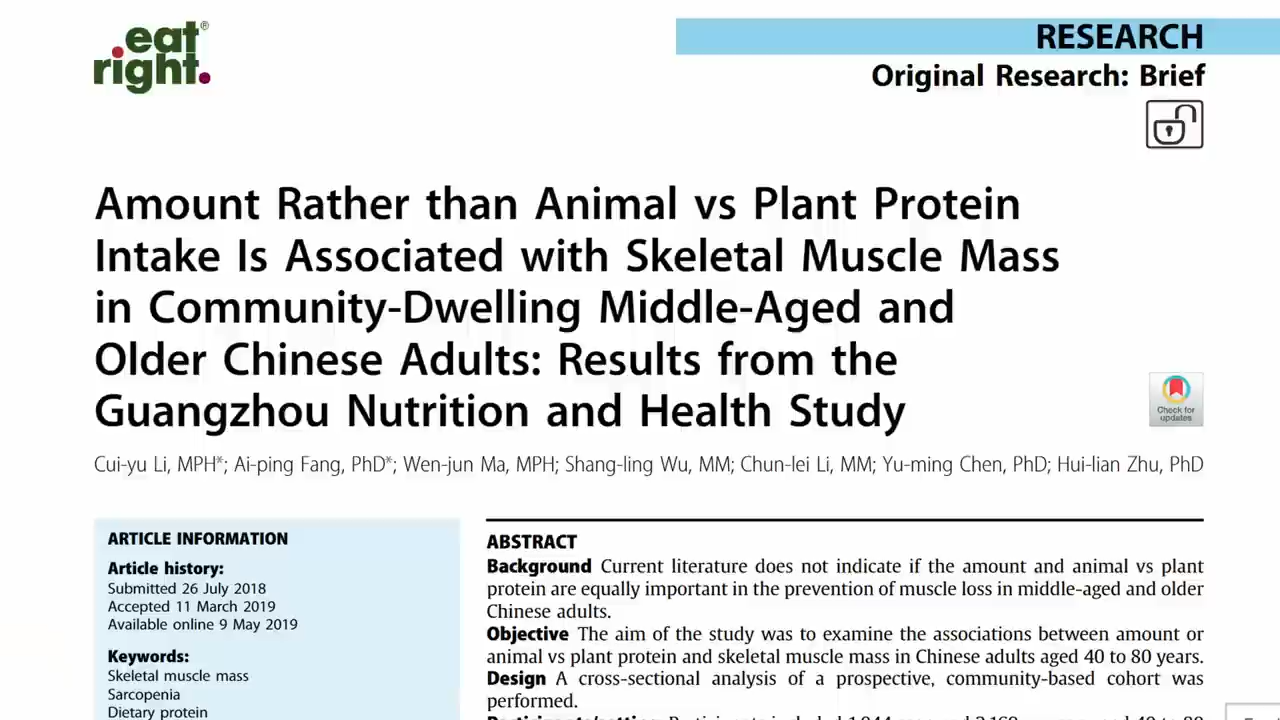 eat®
right.
RESEARCH
Original Research: Brief
Amount Rather than Animal vs Plant Protein
Intake Is Associated with Skeletal Muscle Mass
in Community-Dwelling Middle-Aged and
Older Chinese Adults: Results from the
Guangzhou Nutrition and Health Study
Check for
updates
Cui-yu Li, MPH*; Ai-ping Fang, PhD*; Wen-jun Ma, MPH; Shang-ling Wu, MM; Chun-lei Li, MM; Yu-ming Chen, PhD; Hui-lian Zhu, PhD
ARTICLE INFORMATION
Article history:
Submitted 26 July 2018
Accepted 11 March 2019
Available online 9 May 2019
Keywords:
Skeletal muscle mass
Sarcopenia
Dietary protein
ABSTRACT
Background Current literature does not indicate if the amount and animal vs plant
protein are equally important in the prevention of muscle loss in middle-aged and older
Chinese adults.
Objective The aim of the study was to examine the associations between amount or
animal vs plant protein and skeletal muscle mass in Chinese adults aged 40 to 80 years.
Design A cross-sectional analysis of a prospective, community-based cohort was
performed.